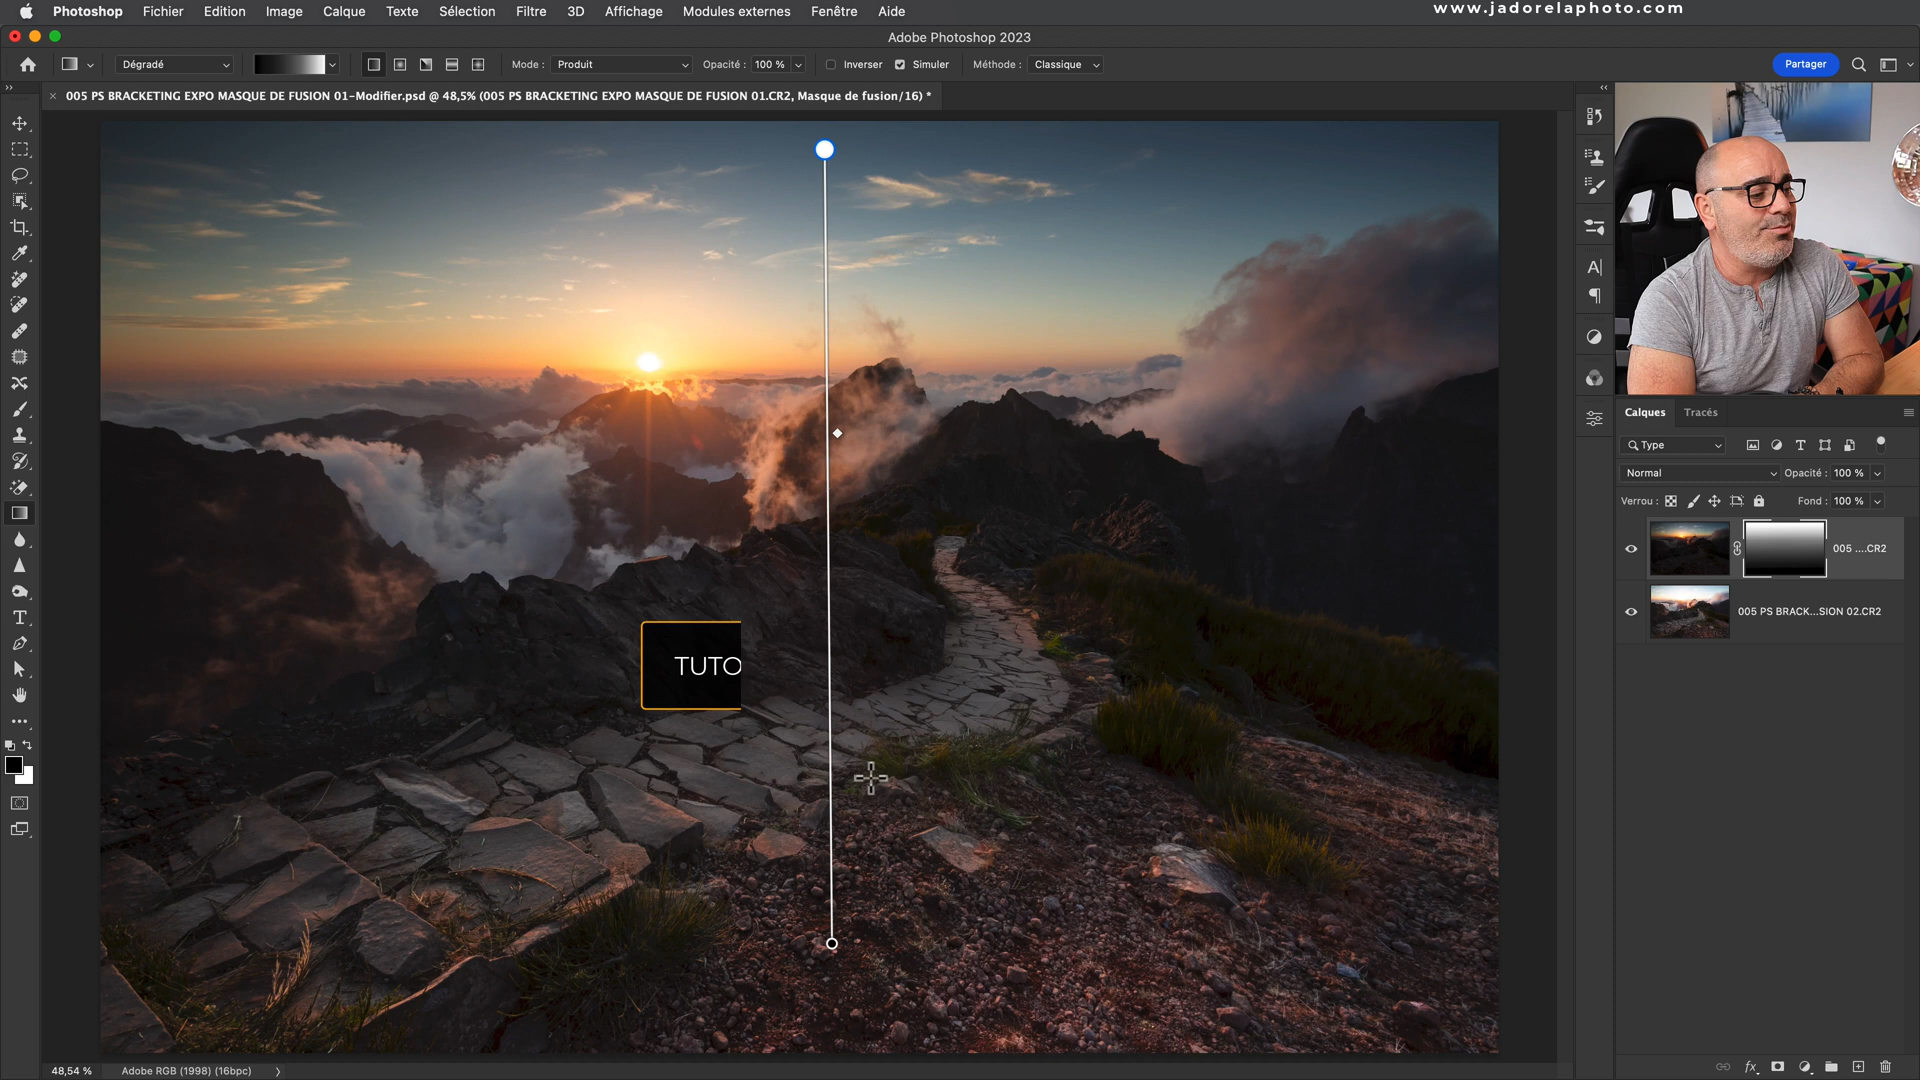 www.jadorelaphoto.com
Photoshop Fichier Edition Image Calque Texte Sélection Filtre 3D Affichage Modules externes Fenêtre Aide
Adobe Photoshop 2023
Dégradé Mode : Produit Opacité : 100 % Inverser Simuler Méthode : Classique Partager
005 PS BRACKETING EXPO MASQUE DE FUSION 01-Modifier.psd @ 48,5% (005 PS BRACKETING EXPO MASQUE DE FUSION 01.CR2, Masque de fusion/16) *
TUTO
Calques Tracés
Type
Normal Opacité : 100 %
Verrou : Fond : 100 %
005 ....CR2
005 PS BRACK...SION 02.CR2
48,54 % Adobe RGB (1998) (16bpc)